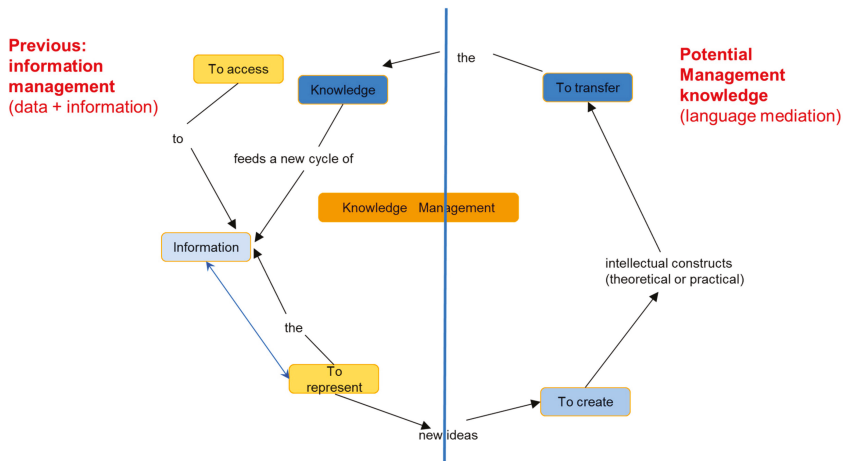 Previous:
information
management
(data + information)
To access
Knowledge
the
To transfer
Potential
Management
knowledge
(language mediation)
to
feeds a new cycle of
Knowledge Management
Information
intellectual constructs
(theoretical or practical)
the
To
represent
To create
new ideas